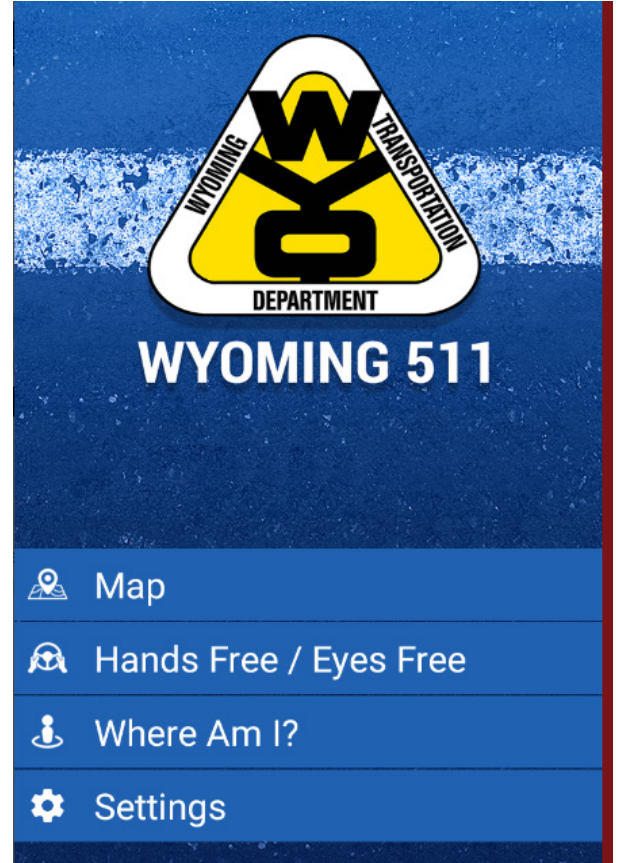 WYOMING
TRANSPORTATION
WYO
DEPARTMENT
WYOMING 511
Map
Hands Free / Eyes Free
Where Am I?
Settings